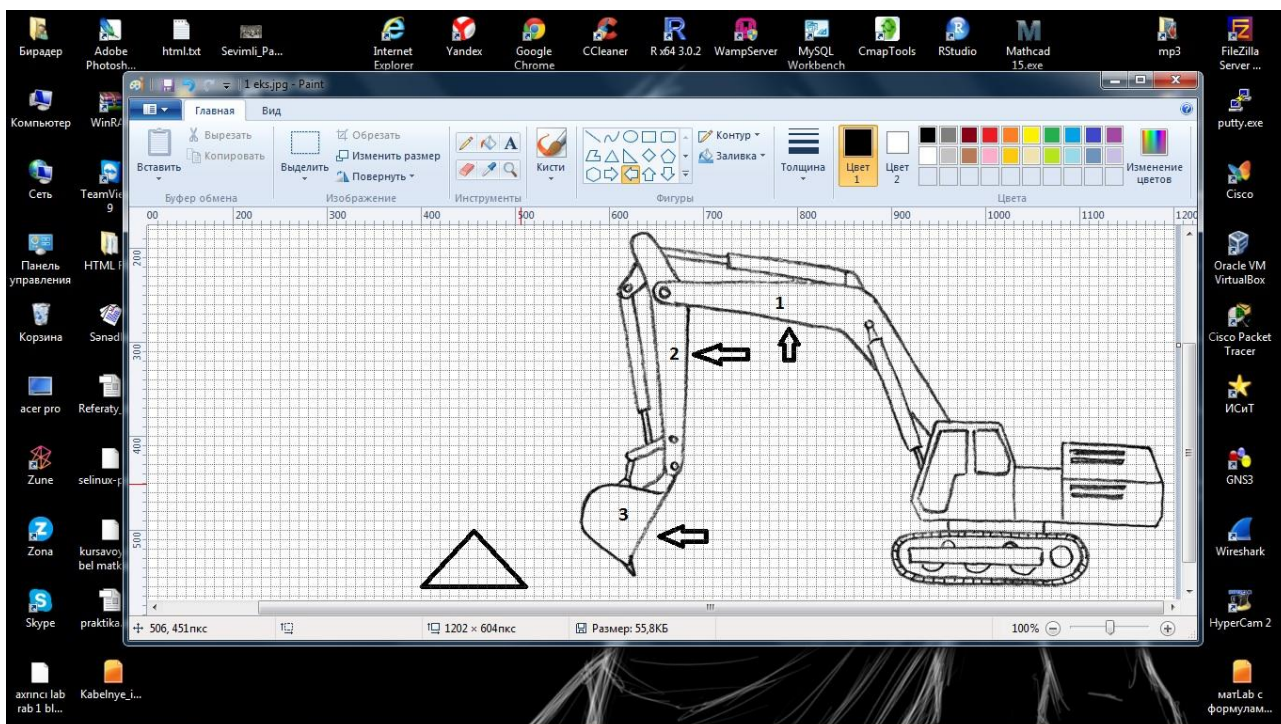 Бирадер
Adobe
Photosh...
html.txt
Sevimli_Pa...
Internet
Explorer
Yandex
Google
Chrome
CCleaner
R x64 3.0.2
WampServer
MySQL
Workbench
CmapTools
RStudio
Mathcad
15.exe
mp3
FileZilla
Server ...
1 eks.jpg - Paint
Главная
Вид
Вставить
Вырезать
Копировать
Буфер обмена
Выделить
Обрезать
Изменить размер
Повернуть
Изображение
A
Инструменты
Кисти
Контур
Заливка
Фигуры
Толщина
Цвет
1
Цвет
2
Цвета
Изменение
цветов
00 200 300 400 500 600 700 800 900 1000 1100 1200
200
300
400
500
1
2
3
506, 451пкс
1202 × 604пкс
Размер: 55,8КБ
100%
Компьютер
WinRA
Сеть
TeamVie
9
Панель
управления
HTML F
Корзина
Sanadl
acer pro
Referaty_
Zune
selinux-p
Zona
kursavoy
bel matk
Skype
praktika.
axrıncı lab
rab 1 bl...
Kabelnye_i...
putty.exe
Cisco
Oracle VM
VirtualBox
Cisco Packet
Tracer
ИСиТ
GNS3
Wireshark
HyperCam 2
матLab с
формулам...